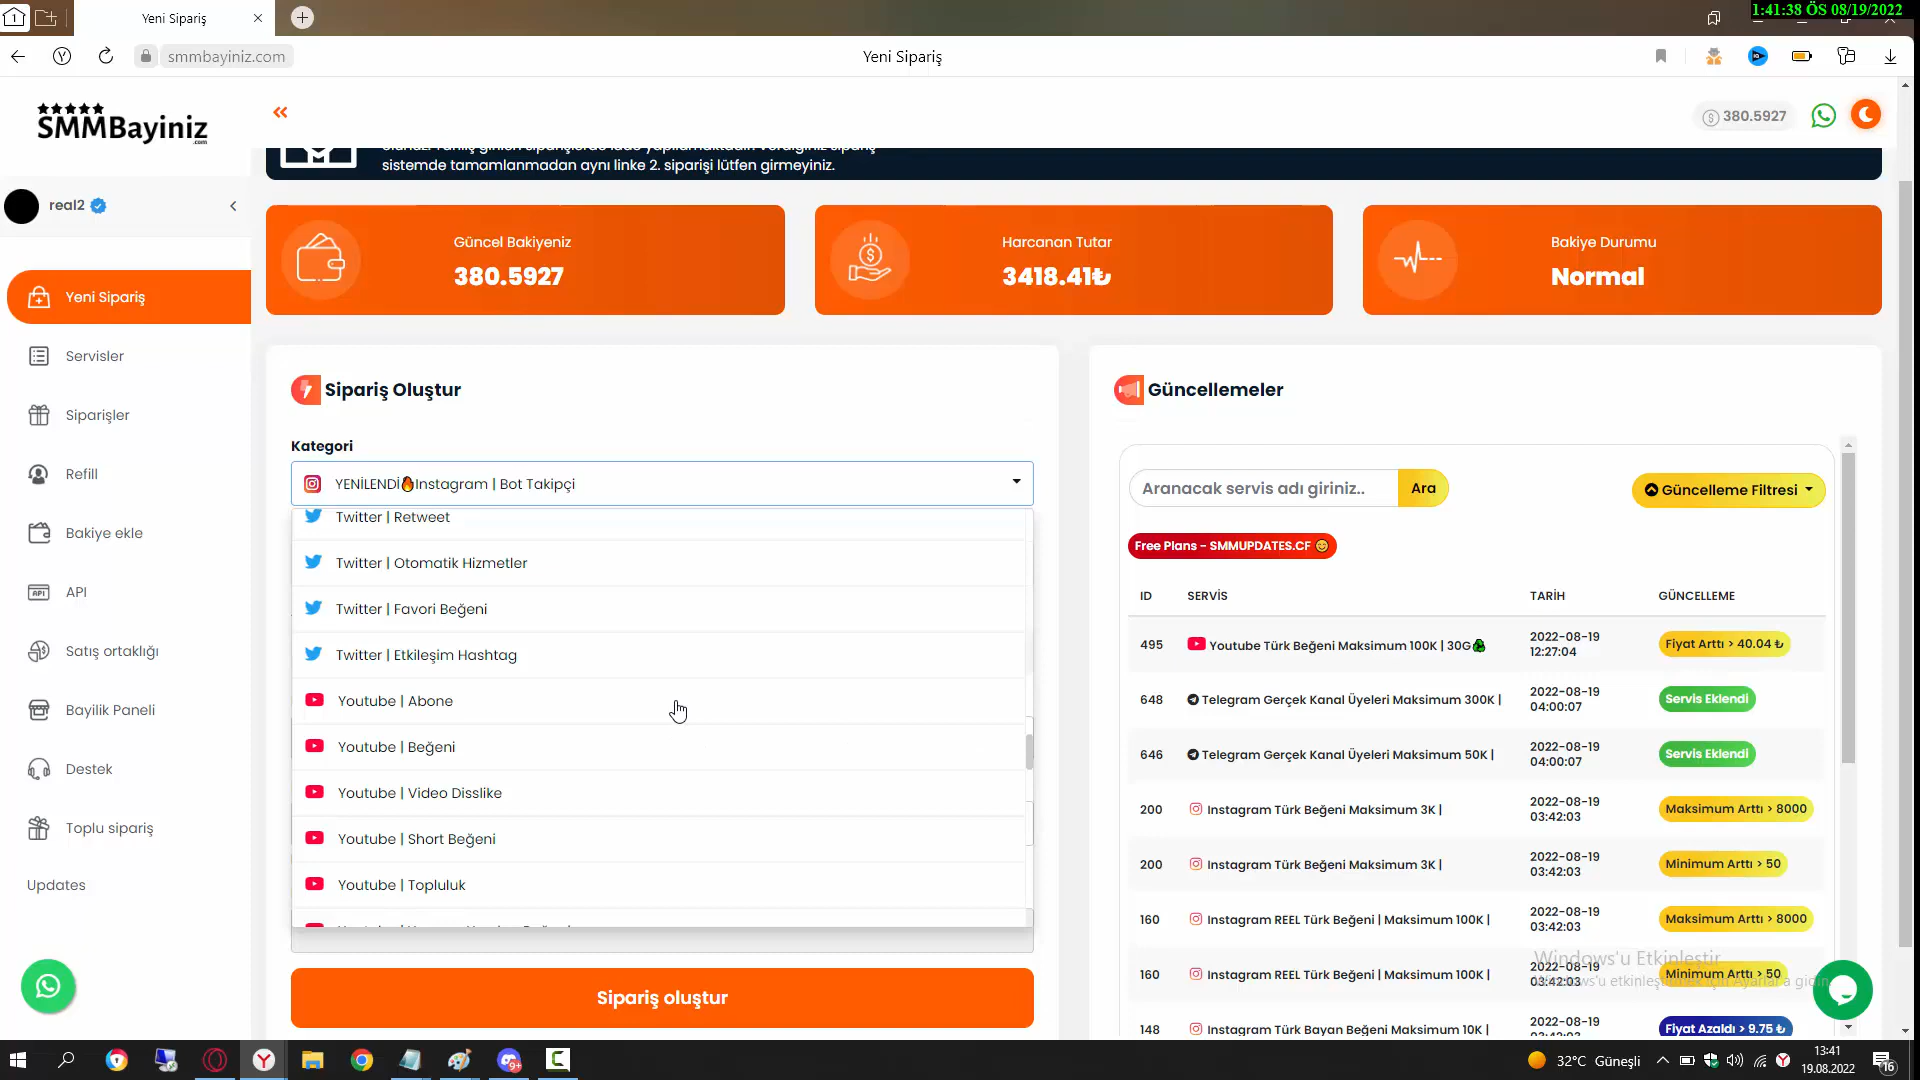 Yeni Sipariş
1:41:38 ÖS 08/19/2022
smmbayiniz.com
Yeni Sipariş
SMMBayiniz
.com
380.5927
sistemde tamamlanmadan aynı linke 2. siparişi lütfen girmeyiniz.
real2
Güncel Bakiyeniz
380.5927
Harcanan Tutar
3418.41₺
Bakiye Durumu
Normal
Yeni Sipariş
Servisler
Siparişler
Refill
Bakiye ekle
API
Satış ortaklığı
Bayilik Paneli
Destek
Toplu sipariş
Updates
Sipariş Oluştur
Kategori
YENİLENDİ🔥Instagram | Bot Takipçi
Twitter | Retweet
Twitter | Otomatik Hizmetler
Twitter | Favori Beğeni
Twitter | Etkileşim Hashtag
Youtube | Abone
Youtube | Beğeni
Youtube | Video Disslike
Youtube | Short Beğeni
Youtube | Topluluk
Sipariş oluştur
Güncellemeler
Aranacak servis adı giriniz..
Ara
Güncelleme Filtresi
Free Plans - SMMUPDATES.CF 😊
ID SERVİS TARİH GÜNCELLEME
495 Youtube Türk Beğeni Maksimum 100K | 30G♻ 2022-08-19 12:27:04 Fiyat Arttı > 40.04 ₺
648 Telegram Gerçek Kanal Üyeleri Maksimum 300K | 2022-08-19 04:00:07 Servis Eklendi
646 Telegram Gerçek Kanal Üyeleri Maksimum 50K | 2022-08-19 04:00:07 Servis Eklendi
200 Instagram Türk Beğeni Maksimum 3K | 2022-08-19 03:42:03 Maksimum Arttı > 8000
200 Instagram Türk Beğeni Maksimum 3K | 2022-08-19 03:42:03 Minimum Arttı > 50
160 Instagram REEL Türk Beğeni | Maksimum 100K | 2022-08-19 03:42:03 Maksimum Arttı > 8000
160 Instagram REEL Türk Beğeni | Maksimum 100K | 2022-08-19 03:42:03 Minimum Arttı > 50
148 Instagram Türk Bayan Beğeni Maksimum 10K | 2022-08-19 Fiyat Azaldı > 9.75 ₺
Windows'u Etkinleştir
32°C Güneşli
13:41
19.08.2022
16